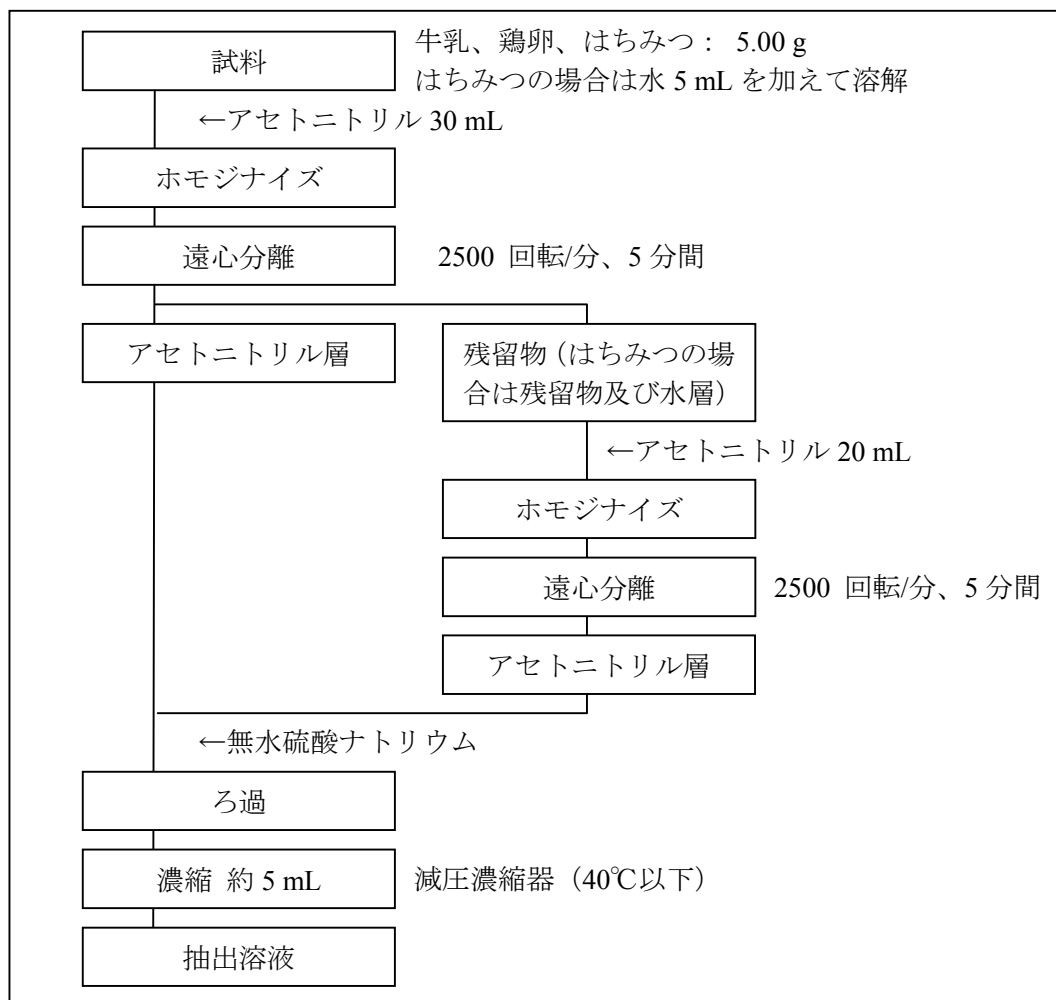 試料
牛乳、鶏卵、はちみつ： 5.00 g
はちみつの場合は水 5 mL を加えて溶解
←アセトニトリル 30 mL
ホモジナイズ
遠心分離
2500 回転/分、5 分間
アセトニトリル層
残留物（はちみつの場
合は残留物及び水層）
←アセトニトリル 20 mL
ホモジナイズ
遠心分離
2500 回転/分、5 分間
アセトニトリル層
←無水硫酸ナトリウム
ろ過
濃縮 約 5 mL
減圧濃縮器（40℃以下）
抽出溶液